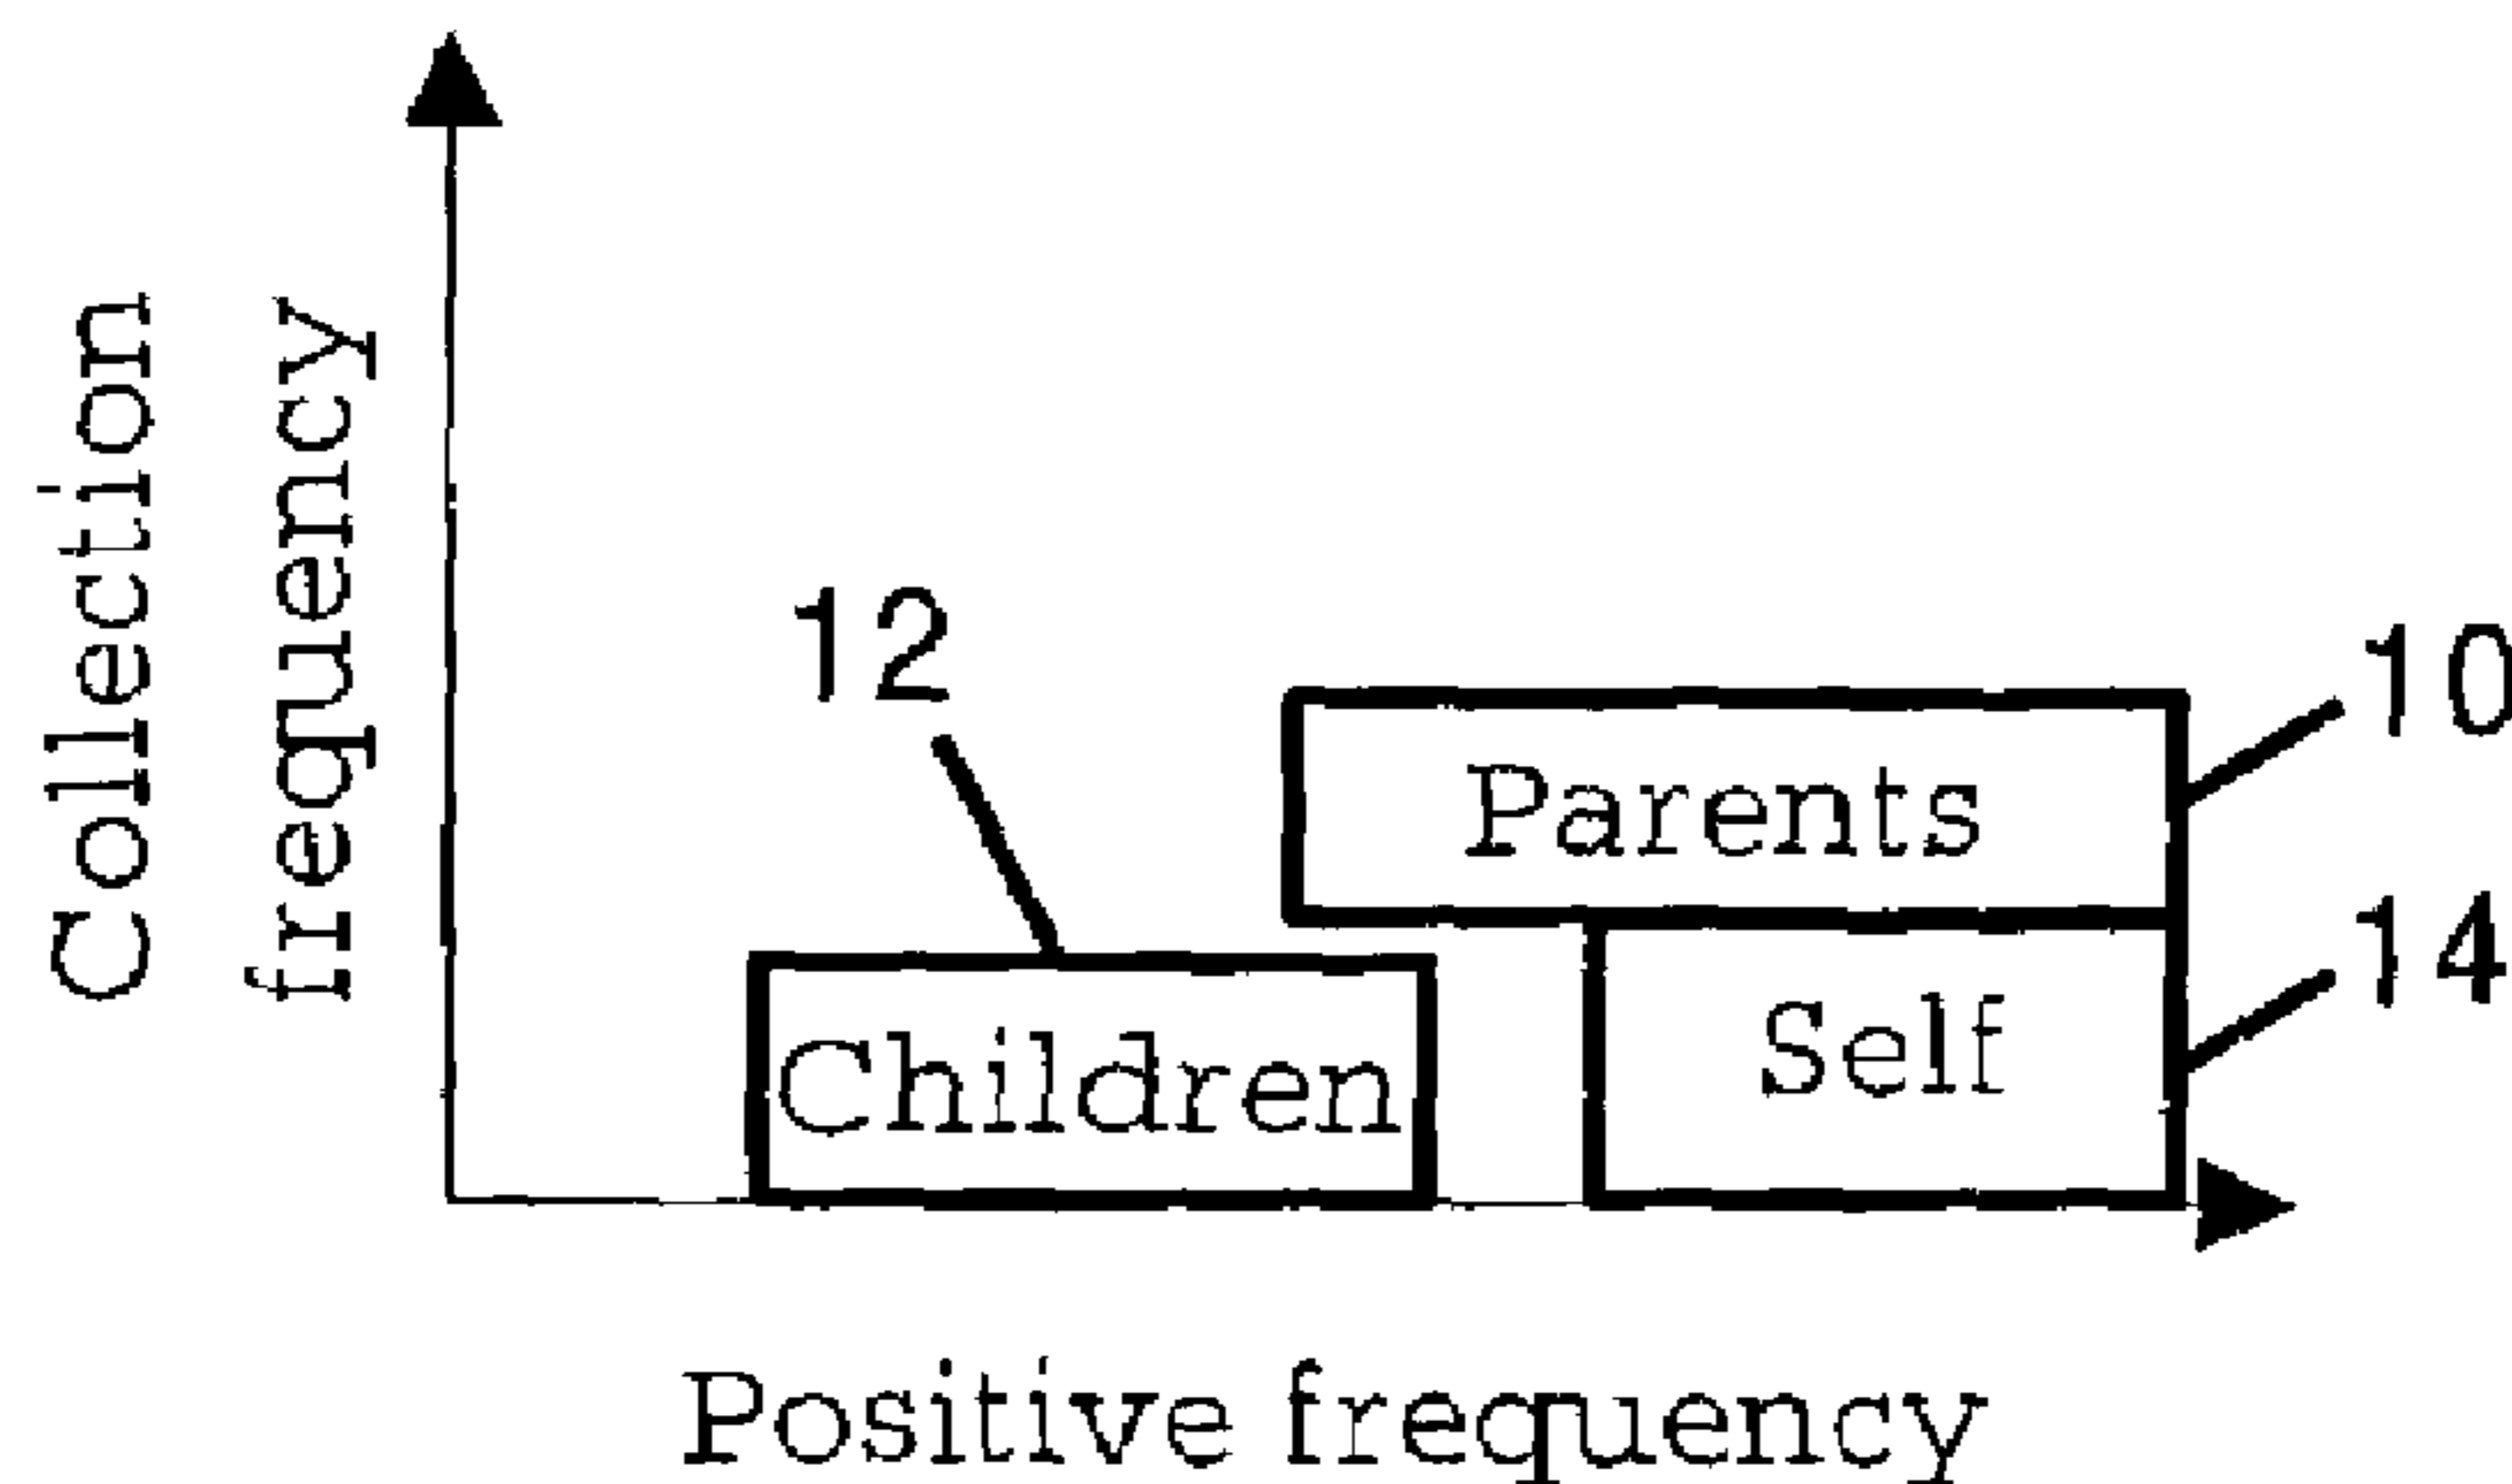 Collection
frequency
12
10
Parents
14
Children
Self
Positive frequency